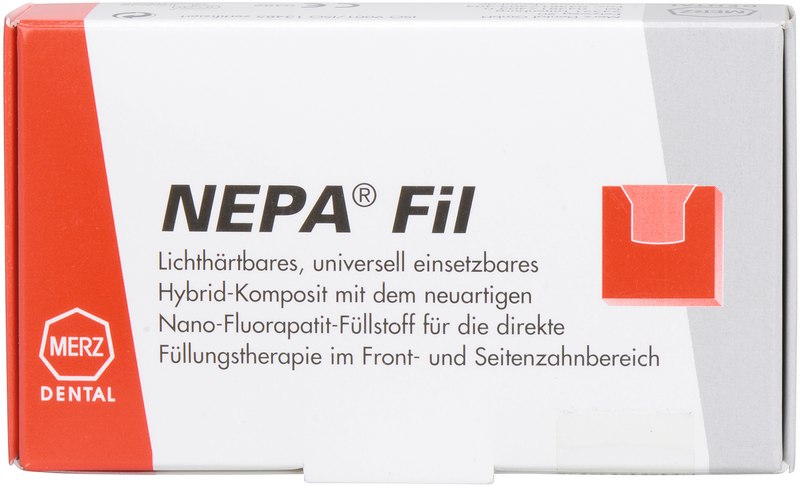 NEPA® Fil
Lichthärtbares, universell einsetzbares
Hybrid-Komposit mit dem neuartigen
Nano-Fluorapatit-Füllstoff für die direkte
Füllungstherapie im Front- und Seitenzahnbereich
MERZ
DENTAL